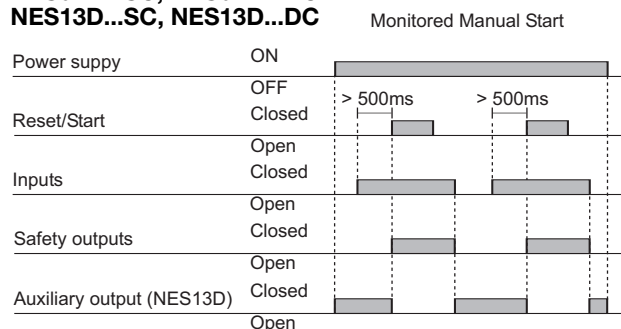 NES13D...SC, NES13D...DC
Monitored Manual Start
Power suppy
ON
OFF
> 500ms
> 500ms
Reset/Start
Closed
Open
Inputs
Closed
Open
Safety outputs
Closed
Open
Auxiliary output (NES13D)
Closed
Open